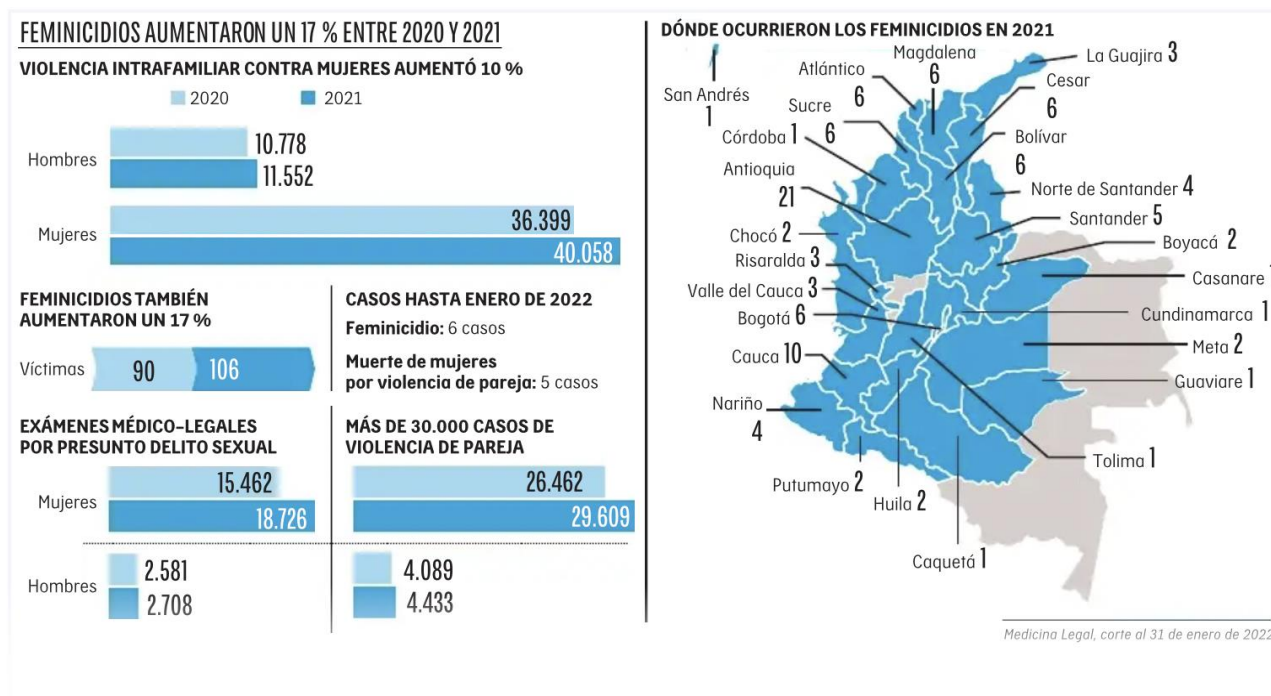 FEMINICIDIOS AUMENTARON UN 17 % ENTRE 2020 Y 2021
VIOLENCIA INTRAFAMILIAR CONTRA MUJERES AUMENTÓ 10 %
2020
2021
Hombres
10.778
11.552
Mujeres
36.399
40.058
FEMINICIDIOS TAMBIÉN
AUMENTARON UN 17 %
Víctimas
90
106
CASOS HASTA ENERO DE 2022
Feminicidio: 6 casos
Muerte de mujeres
por violencia de pareja: 5 casos
EXÁMENES MÉDICO-LEGALES
POR PRESUNTO DELITO SEXUAL
Mujeres
15.462
18.726
Hombres
2.581
2.708
MÁS DE 30.000 CASOS DE
VIOLENCIA DE PAREJA
26.462
29.609
4.089
4.433
DÓNDE OCURRIERON LOS FEMINICIDIOS EN 2021
San Andrés
1
Atlántico
6
Magdalena
6
La Guajira 3
Cesar
6
Sucre
6
Córdoba 1
Bolívar
6
Antioquia
21
Norte de Santander 4
Santander 5
Chocó 2
Boyacá 2
Risaralda 3
Casanare
Valle del Cauca 3
Bogotá 6
Cundinamarca 1
Cauca 10
Meta 2
Guaviare 1
Nariño
4
Tolima 1
Putumayo 2
Huila 2
Caquetá 1
Medicina Legal, corte al 31 de enero de 2022